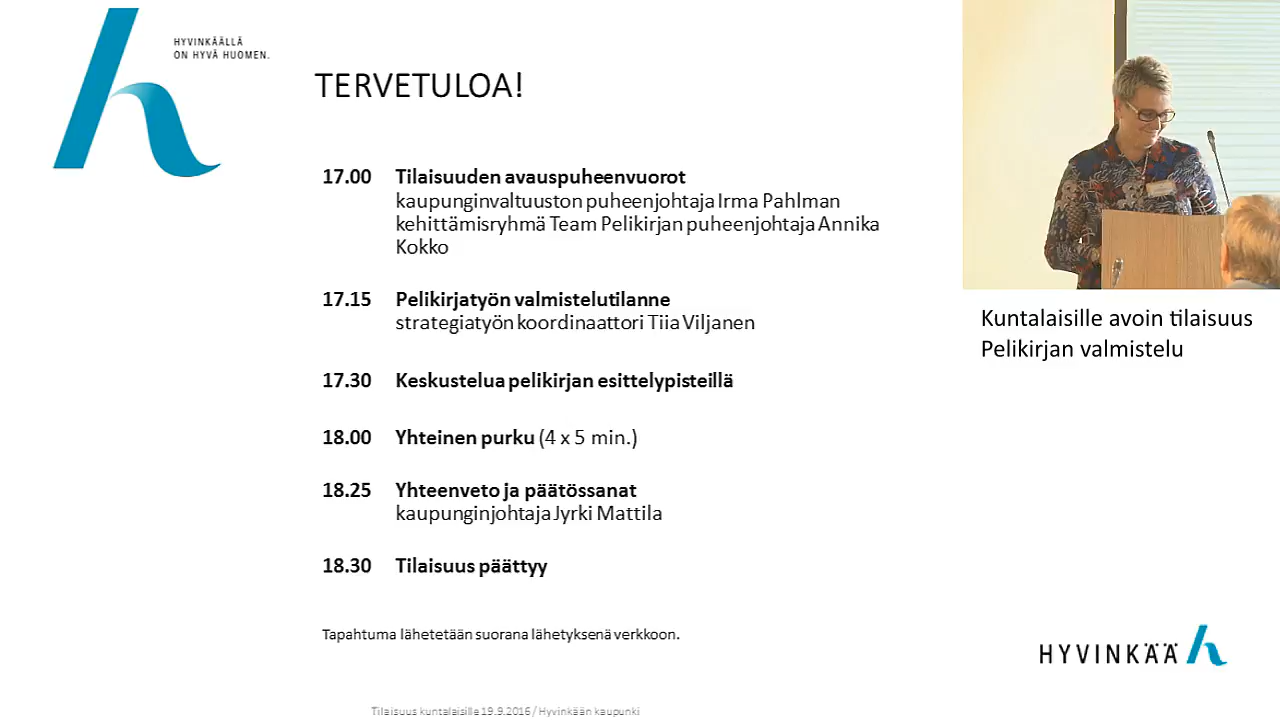 HYVINKÄÄLLÄ
ON HYVÄ HUOMEN.
TERVETULOA!
17.00 Tilaisuuden avauspuheenvuorot
kaupunginvaltuuston puheenjohtaja Irma Pahlman
kehittämisryhmä Team Pelikirjan puheenjohtaja Annika
Kokko
17.15 Pelikirjatyön valmistelutilanne
strategiatyön koordinaattori Tiia Viljanen
17.30 Keskustelua pelikirjan esittelypisteillä
18.00 Yhteinen purku (4 x 5 min.)
18.25 Yhteenveto ja päätössanat
kaupunginjohtaja Jyrki Mattila
18.30 Tilaisuus päättyy
Tapahtuma lähetetään suorana lähetyksenä verkkoon.
Tilaisuus kuntalaisille 19.9.2016 / Hyvinkään kaupunki
Kuntalaisille avoin tilaisuus
Pelikirjan valmistelu
HYVINKÄÄ